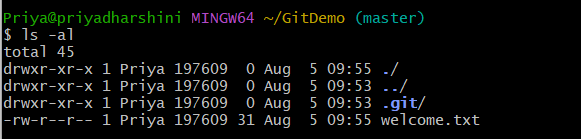 Priya@priyadharshini MINGW64 ~/GitDemo (master)
$ ls -al
total 45
drwxr-xr-x 1 Priya 197609  0 Aug  5 09:55 ./
drwxr-xr-x 1 Priya 197609  0 Aug  5 09:53 ../
drwxr-xr-x 1 Priya 197609  0 Aug  5 09:53 .git/
-rw-r--r-- 1 Priya 197609 31 Aug  5 09:55 welcome.txt